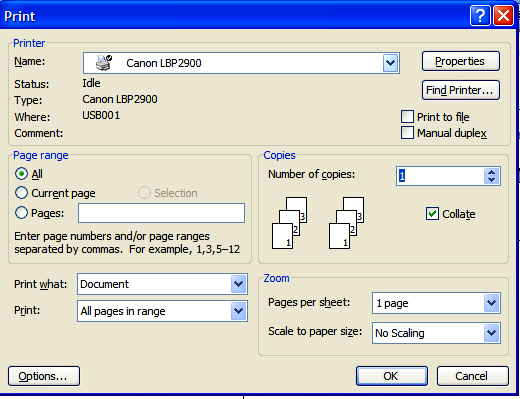 Print
Printer
Name: Canon LBP2900 Properties
Status: Idle
Type: Canon LBP2900 Find Printer...
Where: USB001 Print to file
Comment: Manual duplex
Page range
All
Current page Selection
Pages:
Enter page numbers and/or page ranges
separated by commas. For example, 1,3,5–12
Copies
Number of copies: 1
3 3
2 2
1 1
Collate
Print what: Document
Print: All pages in range
Zoom
Pages per sheet: 1 page
Scale to paper size: No Scaling
Options... OK Cancel